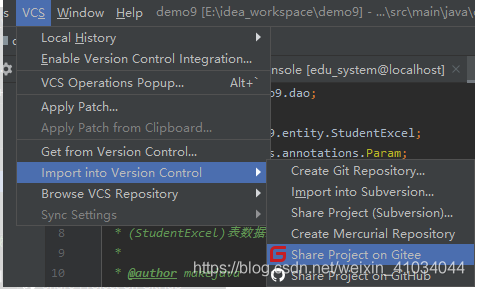 s VCS Window Help demo9 [E:\idea_workspace\demo9] - ...\src\main\java\
Local History
Enable Version Control Integration...
nsole [edu_system@localhost]
VCS Operations Popup... Alt+`
o9.dao;
Apply Patch...
Apply Patch from Clipboard...
9.entity.StudentExcel;
s.annotations.Param;
Get from Version Control...
Import into Version Control
Browse VCS Repository
Sync Settings
Create Git Repository...
Import into Subversion...
Share Project (Subversion)...
Create Mercurial Repository
Share Project on Gitee
Share Project on GitHub
8 * (StudentExcel)表数据
9 *
10 * @author makejava
https://blog.csdn.net/weixin_41034044